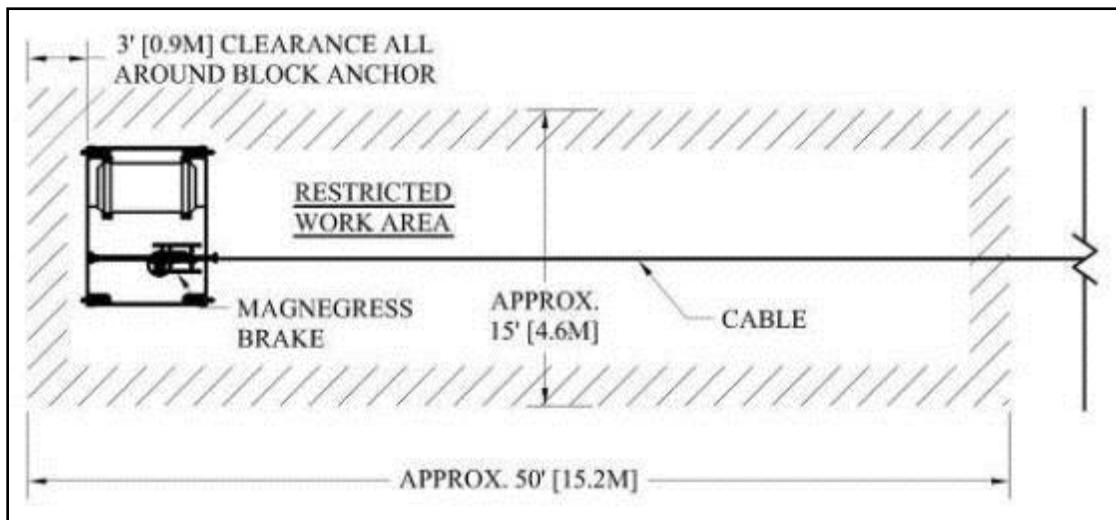 3' [0.9M] CLEARANCE ALL
AROUND BLOCK ANCHOR
RESTRICTED
WORK AREA
MAGNEGRESS
BRAKE
APPROX.
15' [4.6M]
CABLE
APPROX. 50' [15.2M]